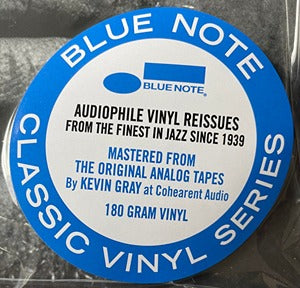 BLUE NOTE
BLUE NOTE®
AUDIOPHILE VINYL REISSUES
FROM THE FINEST IN JAZZ SINCE 1939
MASTERED FROM
THE ORIGINAL ANALOG TAPES
By KEVIN GRAY at Cohearent Audio
180 GRAM VINYL
CLASSIC VINYL SERIES